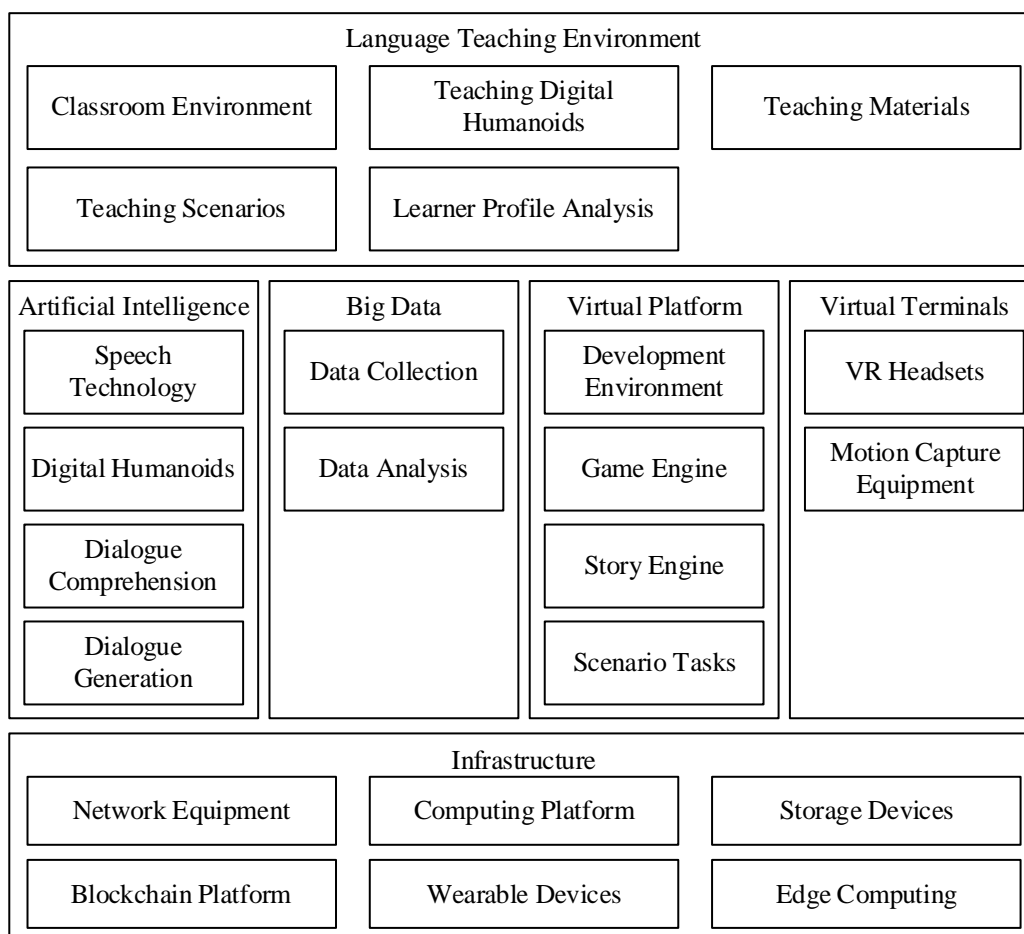 Language Teaching Environment
Classroom Environment
Teaching Digital
Humanoids
Teaching Materials
Teaching Scenarios
Learner Profile Analysis
Artificial Intelligence
Speech
Technology
Digital Humanoids
Dialogue
Comprehension
Dialogue
Generation
Big Data
Data Collection
Data Analysis
Virtual Platform
Development
Environment
Game Engine
Story Engine
Scenario Tasks
Virtual Terminals
VR Headsets
Motion Capture
Equipment
Infrastructure
Network Equipment
Computing Platform
Storage Devices
Blockchain Platform
Wearable Devices
Edge Computing